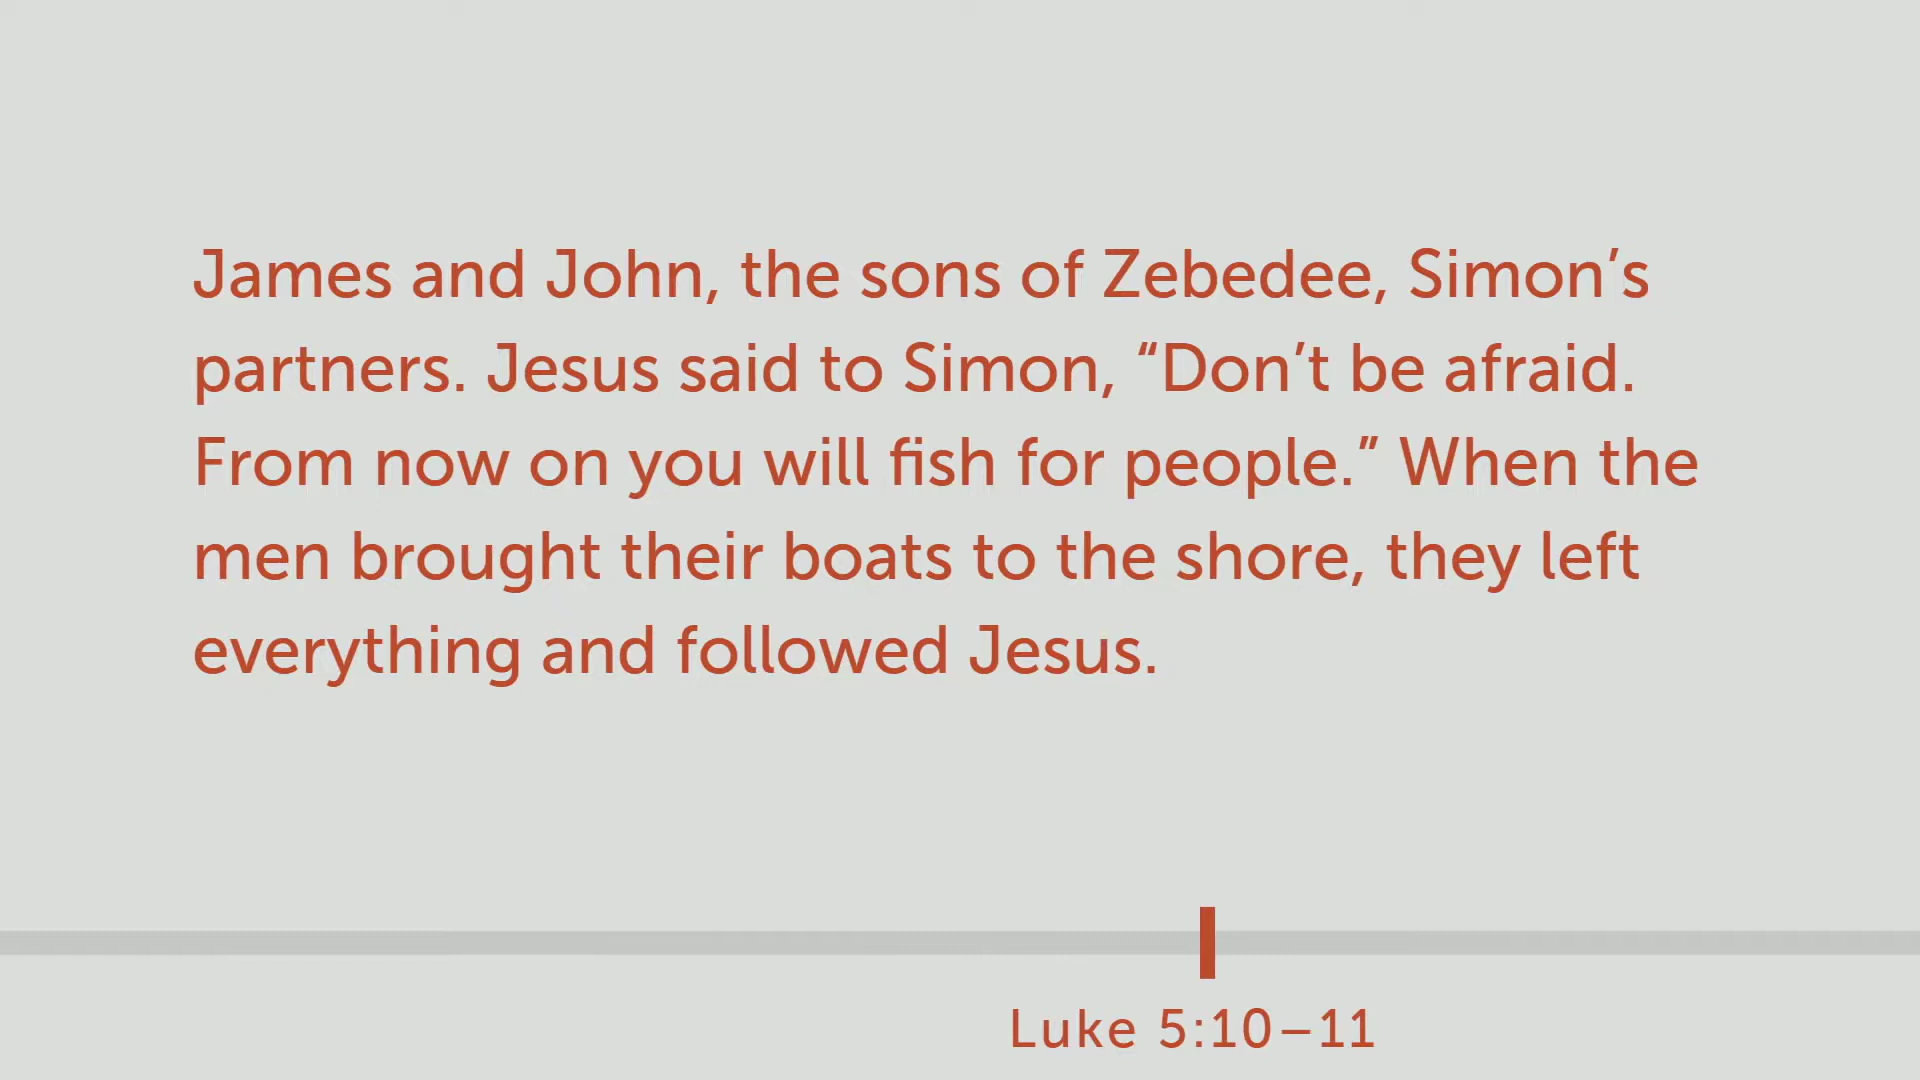 James and John, the sons of Zebedee, Simon’s
partners. Jesus said to Simon, “Don’t be afraid.
From now on you will fish for people.” When the
men brought their boats to the shore, they left
everything and followed Jesus.
Luke 5:10–11